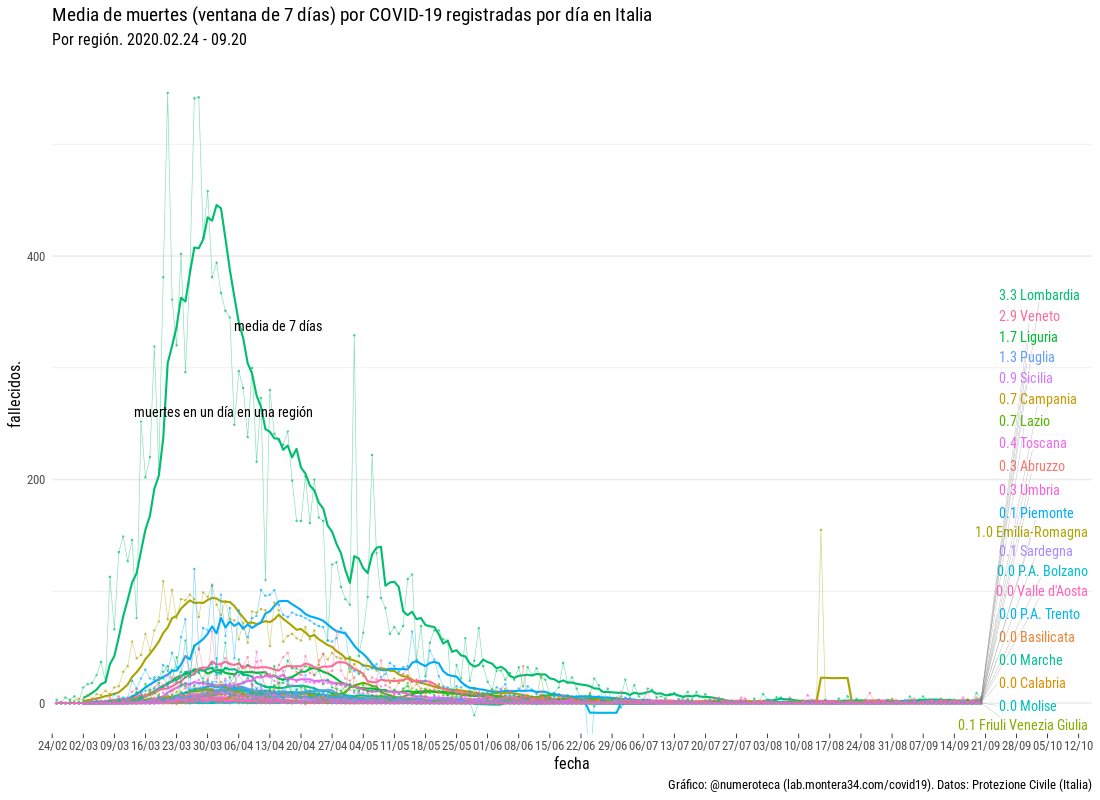 Media de muertes (ventana de 7 días) por COVID-19 registradas por día en Italia
Por región. 2020.02.24 - 09.20
400
200
0
fallecidos.
media de 7 días
muertes en un día en una región
3.3 Lombardia
2.9 Veneto
1.7 Liguria
1.3 Puglia
0.9 Sicilia
0.7 Campania
0.7 Lazio
0.4 Toscana
0.3 Abruzzo
0.3 Umbria
0.1 Piemonte
1.0 Emilia-Romagna
0.1 Sardegna
0.0 P.A. Bolzano
0.0 Valle d'Aosta
0.0 P.A. Trento
0.0 Basilicata
0.0 Marche
0.0 Calabria
0.0 Molise
0.1 Friuli Venezia Giulia
24/02 02/03 09/03 16/03 23/03 30/03 06/04 13/04 20/04 27/04 04/05 11/05 18/05 25/05 01/06 08/06 15/06 22/06 29/06 06/07 13/07 20/07 27/07 03/08 10/08 17/08 24/08 31/08 07/09 14/09 21/09 28/09 05/10 12/10
fecha
Gráfico: @numeroteca (lab.montera34.com/covid19). Datos: Protezione Civile (Italia)